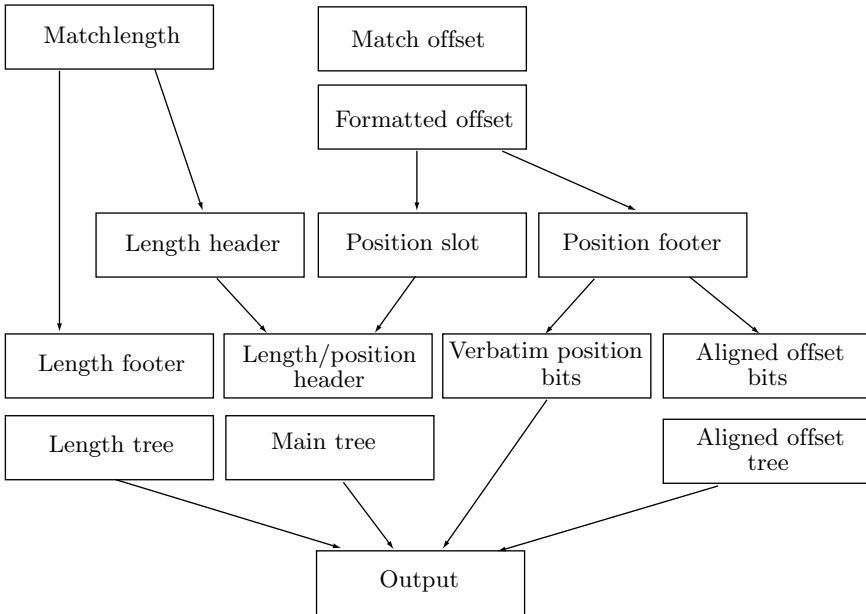 Matchlength
Match offset
Formatted offset
Length header
Position slot
Position footer
Length footer
Length/position
header
Verbatim position
bits
Aligned offset
bits
Length tree
Main tree
Aligned offset
tree
Output